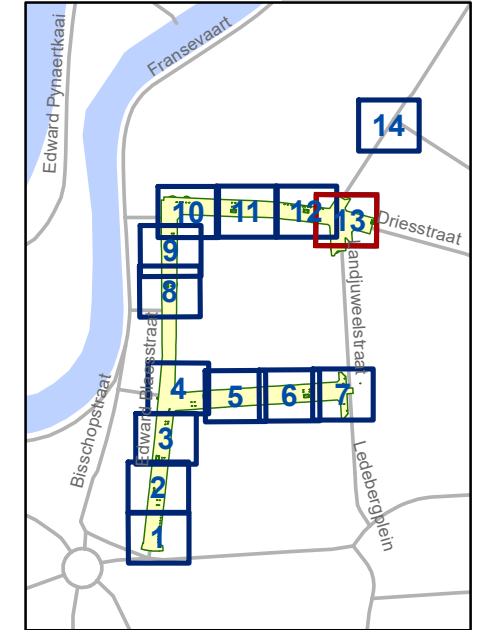 Edward Pynaertkaai
Fransevaart
14
10
11
12
13
Driesstraat
9
8
Landjuweelstraat
Edward Blaesstraat
4
5
6
7
Bisschopstraat
3
Ledebergplein
2
1